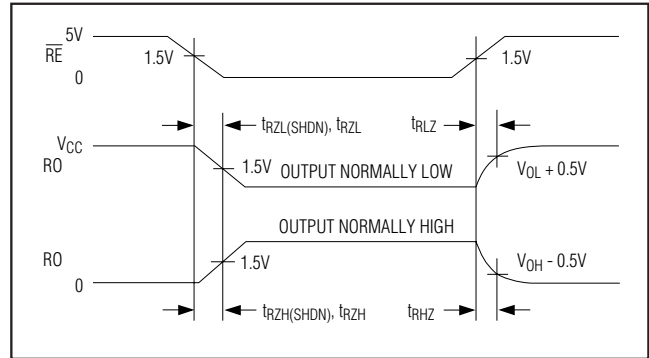 5V
RE
1.5V
1.5V
0
tRZL(SHDN), tRZL
tRLZ
VCC
RO
1.5V
OUTPUT NORMALLY LOW
VOL + 0.5V
OUTPUT NORMALLY HIGH
RO
1.5V
VOH - 0.5V
0
tRZH(SHDN), tRZH
tRHZ